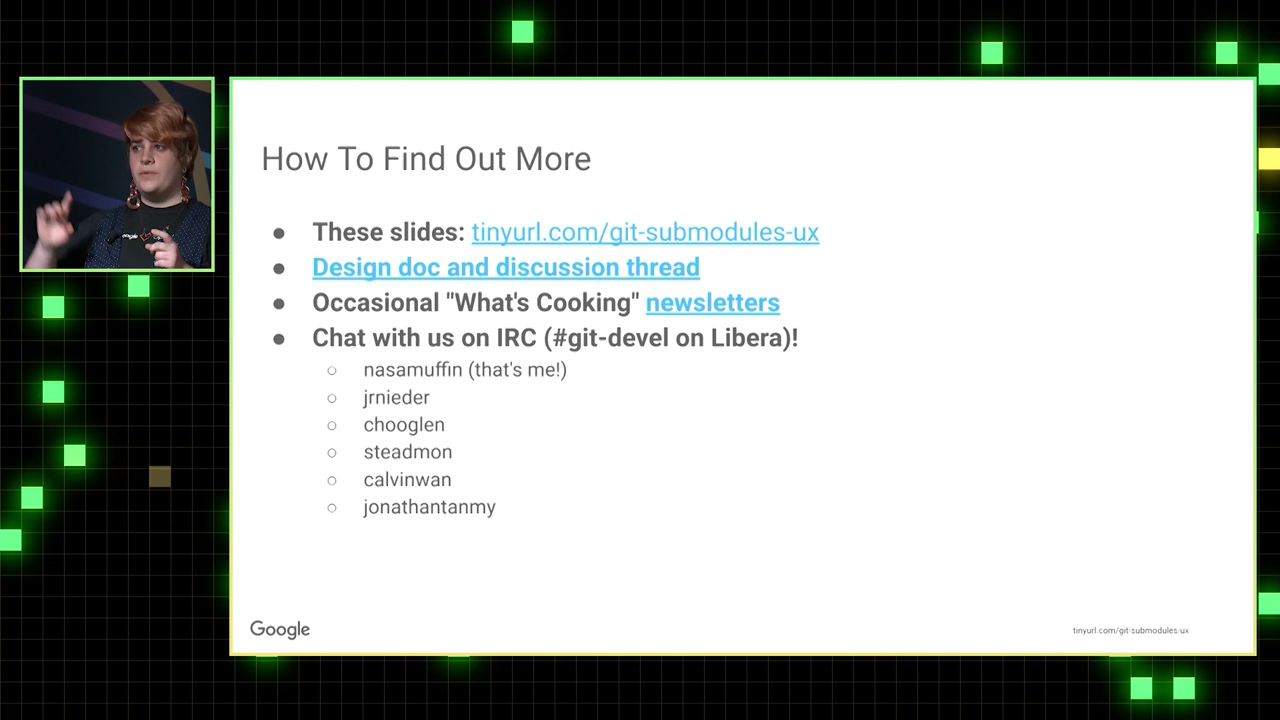 How To Find Out More
● These slides: tinyurl.com/git-submodules-ux
● Design doc and discussion thread
● Occasional "What's Cooking" newsletters
● Chat with us on IRC (#git-devel on Libera)!
○ nasamuffin (that's me!)
○ jrnieder
○ chooglen
○ steadmon
○ calvinwan
○ jonathantanmy
Google
tinyurl.com/git-submodules-ux